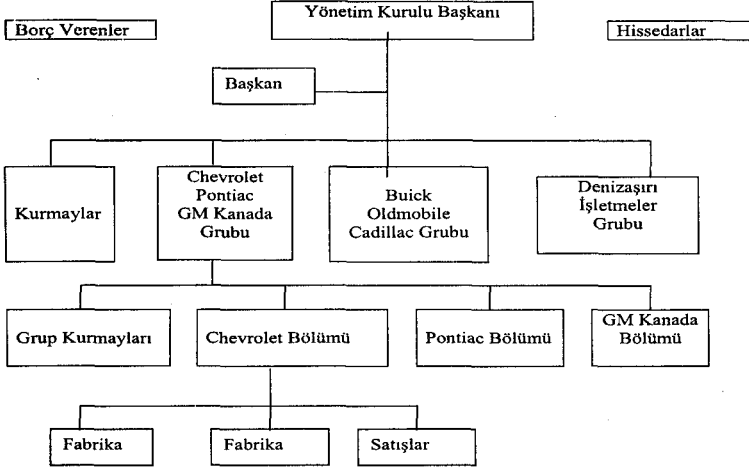 Yönetim Kurulu Başkanı
Borç Verenler
Hissedarlar
Başkan
Kurmaylar
Chevrolet
Pontiac
GM Kanada
Grubu
Buick
Oldmobile
Cadillac Grubu
Denizaşırı
İşletmeler
Grubu
Grup Kurmayları
Chevrolet Bölümü
Pontiac Bölümü
GM Kanada
Bölümü
Fabrika
Fabrika
Satışlar